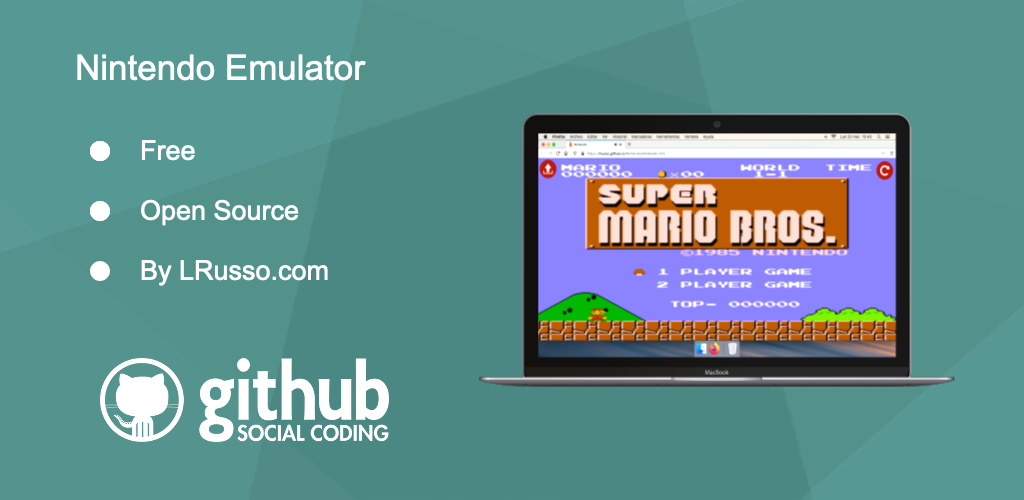 Nintendo Emulator
Free
Open Source
By LRusso.com
github
SOCIAL CODING
MARIO WORLD TIME
000000 ×00 1-1
SUPER
MARIO BROS.
©1985 NINTENDO
1 PLAYER GAME
2 PLAYER GAME
TOP- 000000
MacBook